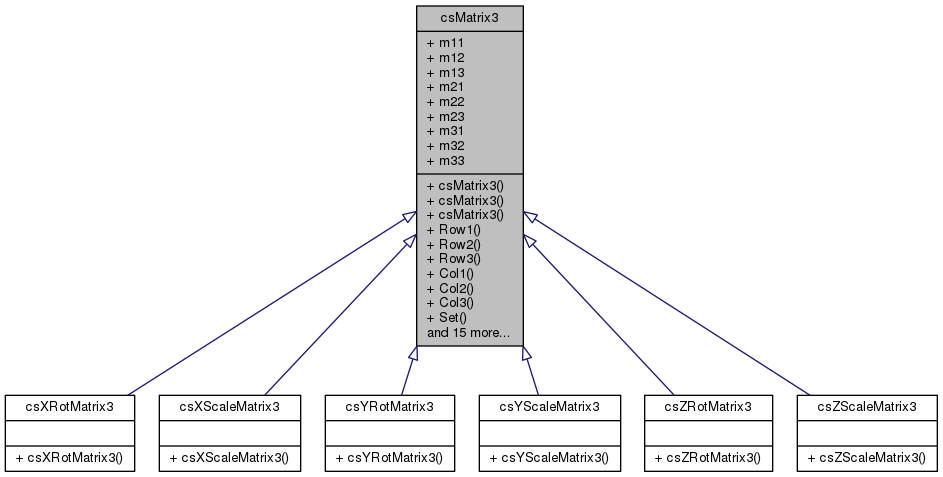 csMatrix3
+ m11
+ m12
+ m13
+ m21
+ m22
+ m23
+ m31
+ m32
+ m33
+ csMatrix3()
+ csMatrix3()
+ csMatrix3()
+ Row1()
+ Row2()
+ Row3()
+ Col1()
+ Col2()
+ Col3()
+ Set()
and 15 more...
csXRotMatrix3
+ csXRotMatrix3()
csXScaleMatrix3
+ csXScaleMatrix3()
csYRotMatrix3
+ csYRotMatrix3()
csYScaleMatrix3
+ csYScaleMatrix3()
csZRotMatrix3
+ csZRotMatrix3()
csZScaleMatrix3
+ csZScaleMatrix3()